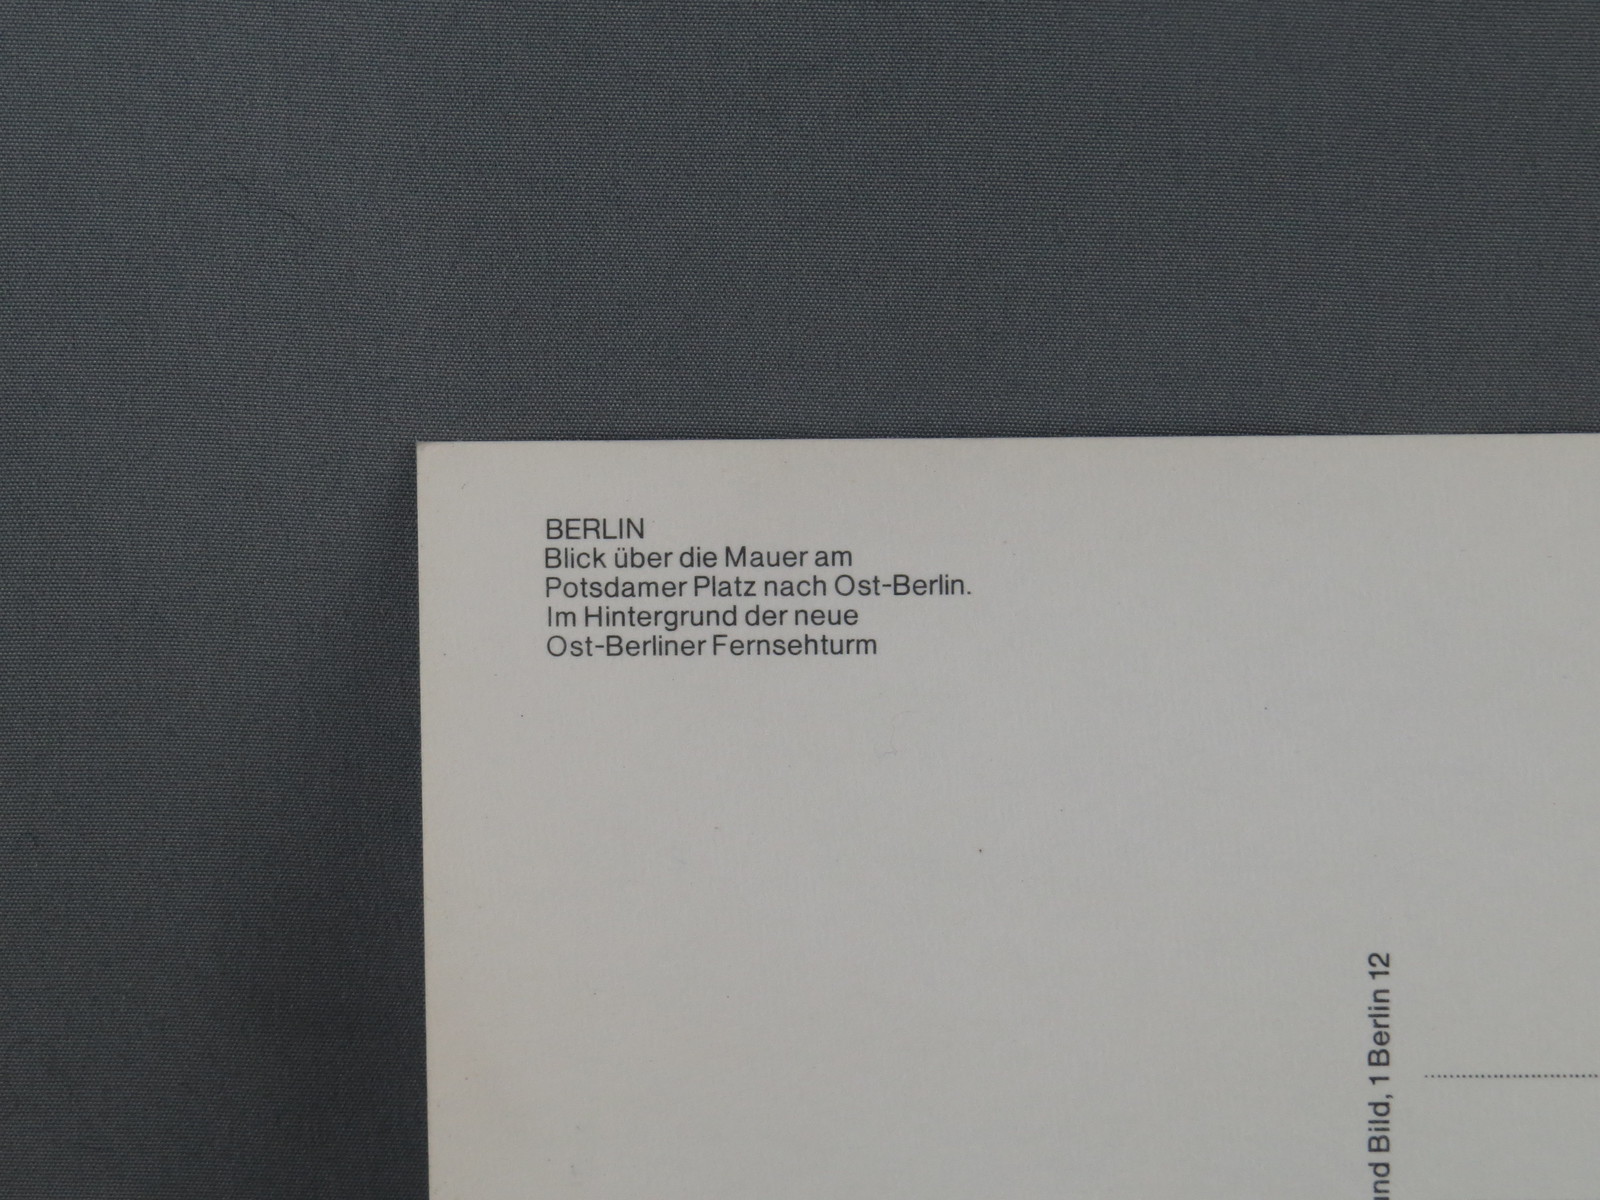 BERLIN
Blick über die Mauer am
Potsdamer Platz nach Ost-Berlin.
Im Hintergrund der neue
Ost-Berliner Fernsehturm
und Bild, 1 Berlin 12